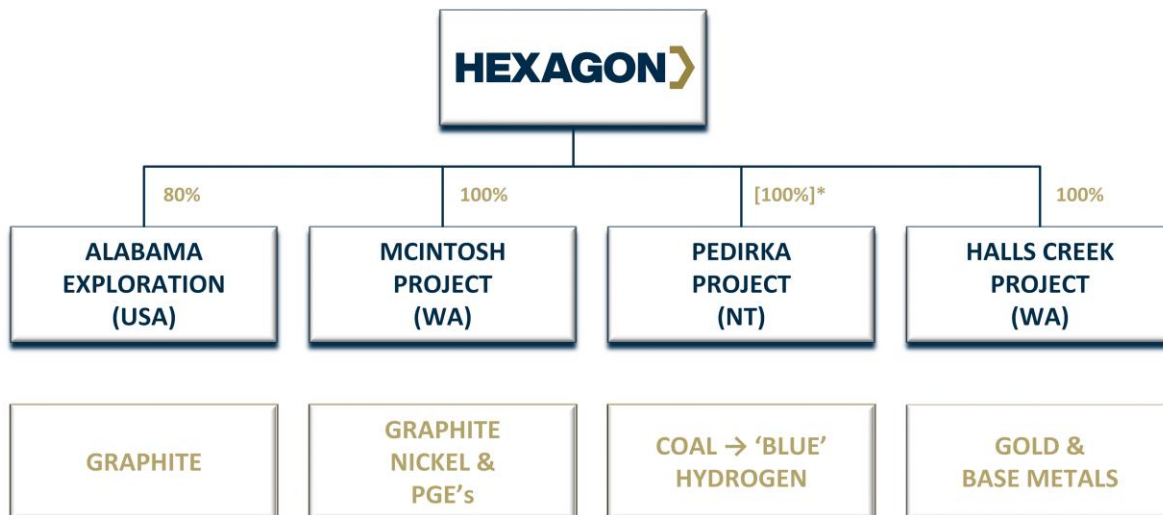 HEXAGON
80%
100%
[100%]*
100%
ALABAMA
EXPLORATION
(USA)
MCINTOSH
PROJECT
(WA)
PEDIRKA
PROJECT
(NT)
HALLS CREEK
PROJECT
(WA)
GRAPHITE
GRAPHITE
NICKEL &
PGE’s
COAL → ‘BLUE’
HYDROGEN
GOLD &
BASE METALS